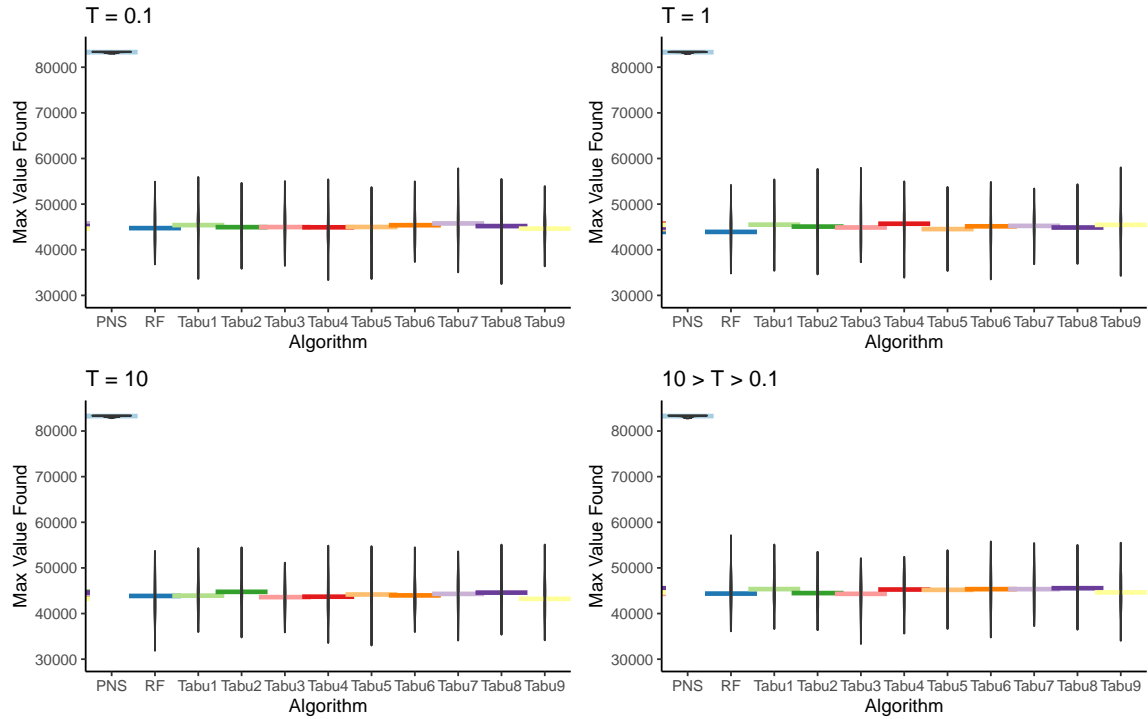 T = 0.1
Max Value Found
80000
70000
60000
50000
40000
30000
PNS RF Tabu1 Tabu2 Tabu3 Tabu4 Tabu5 Tabu6 Tabu7 Tabu8 Tabu9
Algorithm
T = 1
Max Value Found
80000
70000
60000
50000
40000
30000
PNS RF Tabu1 Tabu2 Tabu3 Tabu4 Tabu5 Tabu6 Tabu7 Tabu8 Tabu9
Algorithm
T = 10
Max Value Found
80000
70000
60000
50000
40000
30000
PNS RF Tabu1 Tabu2 Tabu3 Tabu4 Tabu5 Tabu6 Tabu7 Tabu8 Tabu9
Algorithm
10 > T > 0.1
Max Value Found
80000
70000
60000
50000
40000
30000
PNS RF Tabu1 Tabu2 Tabu3 Tabu4 Tabu5 Tabu6 Tabu7 Tabu8 Tabu9
Algorithm